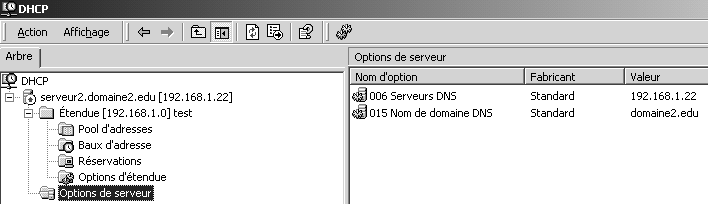 DHCP
Action Affichage
Arbre
DHCP
serveur2.domaine2.edu [192.168.1.22]
Étendue [192.168.1.0] test
Pool d'adresses
Baux d'adresse
Réservations
Options d'étendue
Options de serveur
Options de serveur
Nom d'option Fabricant Valeur
006 Serveurs DNS Standard 192.168.1.22
015 Nom de domaine DNS Standard domaine2.edu